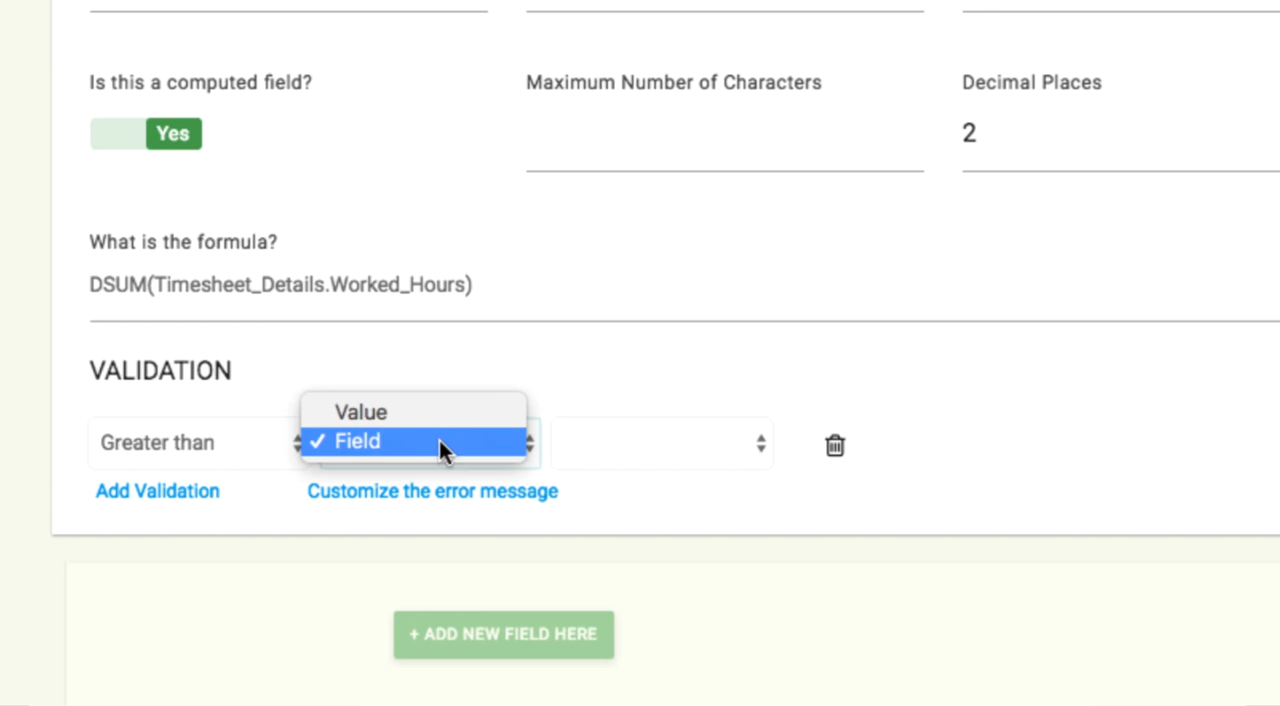 Is this a computed field? Maximum Number of Characters Decimal Places
Yes 2
What is the formula?
DSUM(Timesheet_Details.Worked_Hours)
VALIDATION
Value
Greater than ✓ Field
Add Validation Customize the error message
+ ADD NEW FIELD HERE